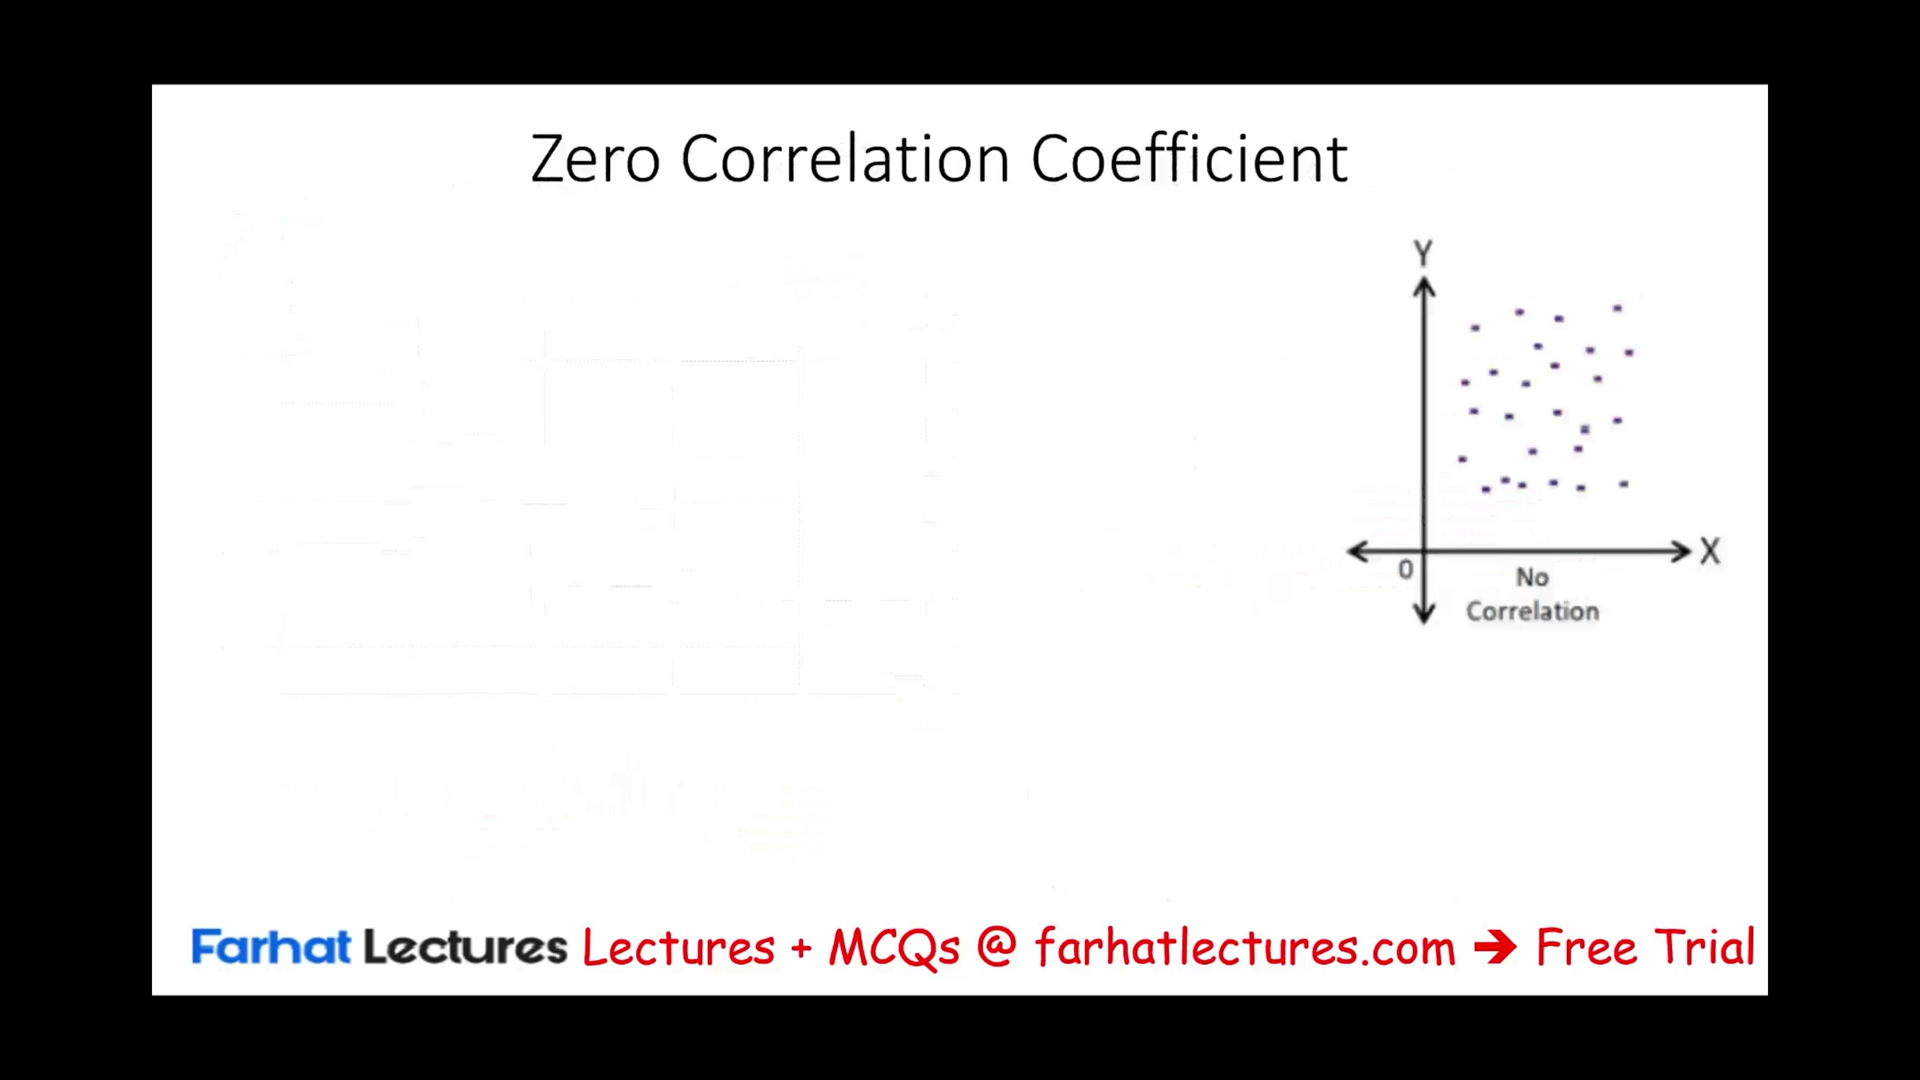 Zero Correlation Coefficient
Y
X
0
No
Correlation
Farhat Lectures Lectures + MCQs @ farhatlectures.com → Free Trial